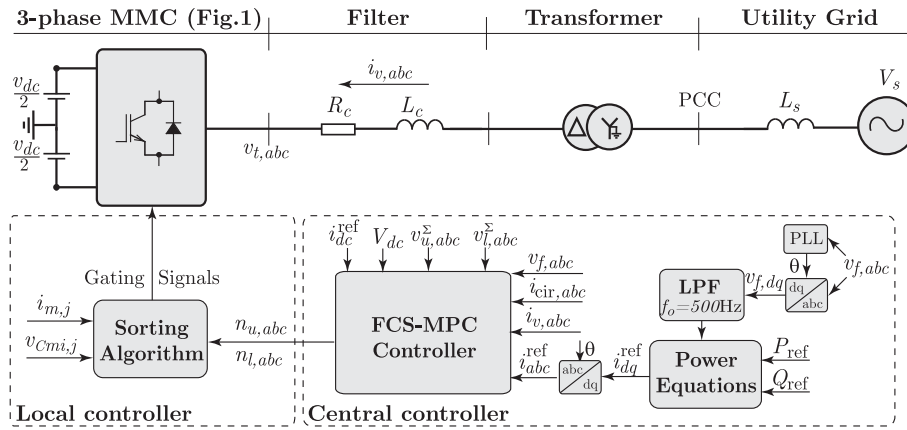 3-phase MMC (Fig.1) Filter Transformer Utility Grid
v_dc/2
v_dc/2
i_v,abc
R_c L_c
v_t,abc
PCC
L_s
V_s
Gating Signals
i_m,j
v_Cmi,j
Sorting
Algorithm
n_u,abc
n_l,abc
Local controller
i_dc^ref V_dc v_u,abc^Σ v_l,abc^Σ
FCS-MPC
Controller
v_f,abc
i_cir,abc
i_v,abc
i_abc^ref
θ
abc
dq
i_dq^ref
LPF
f_o=500Hz
v_f,dq
PLL
θ
dq
abc
v_f,abc
Power
Equations
P_ref
Q_ref
Central controller